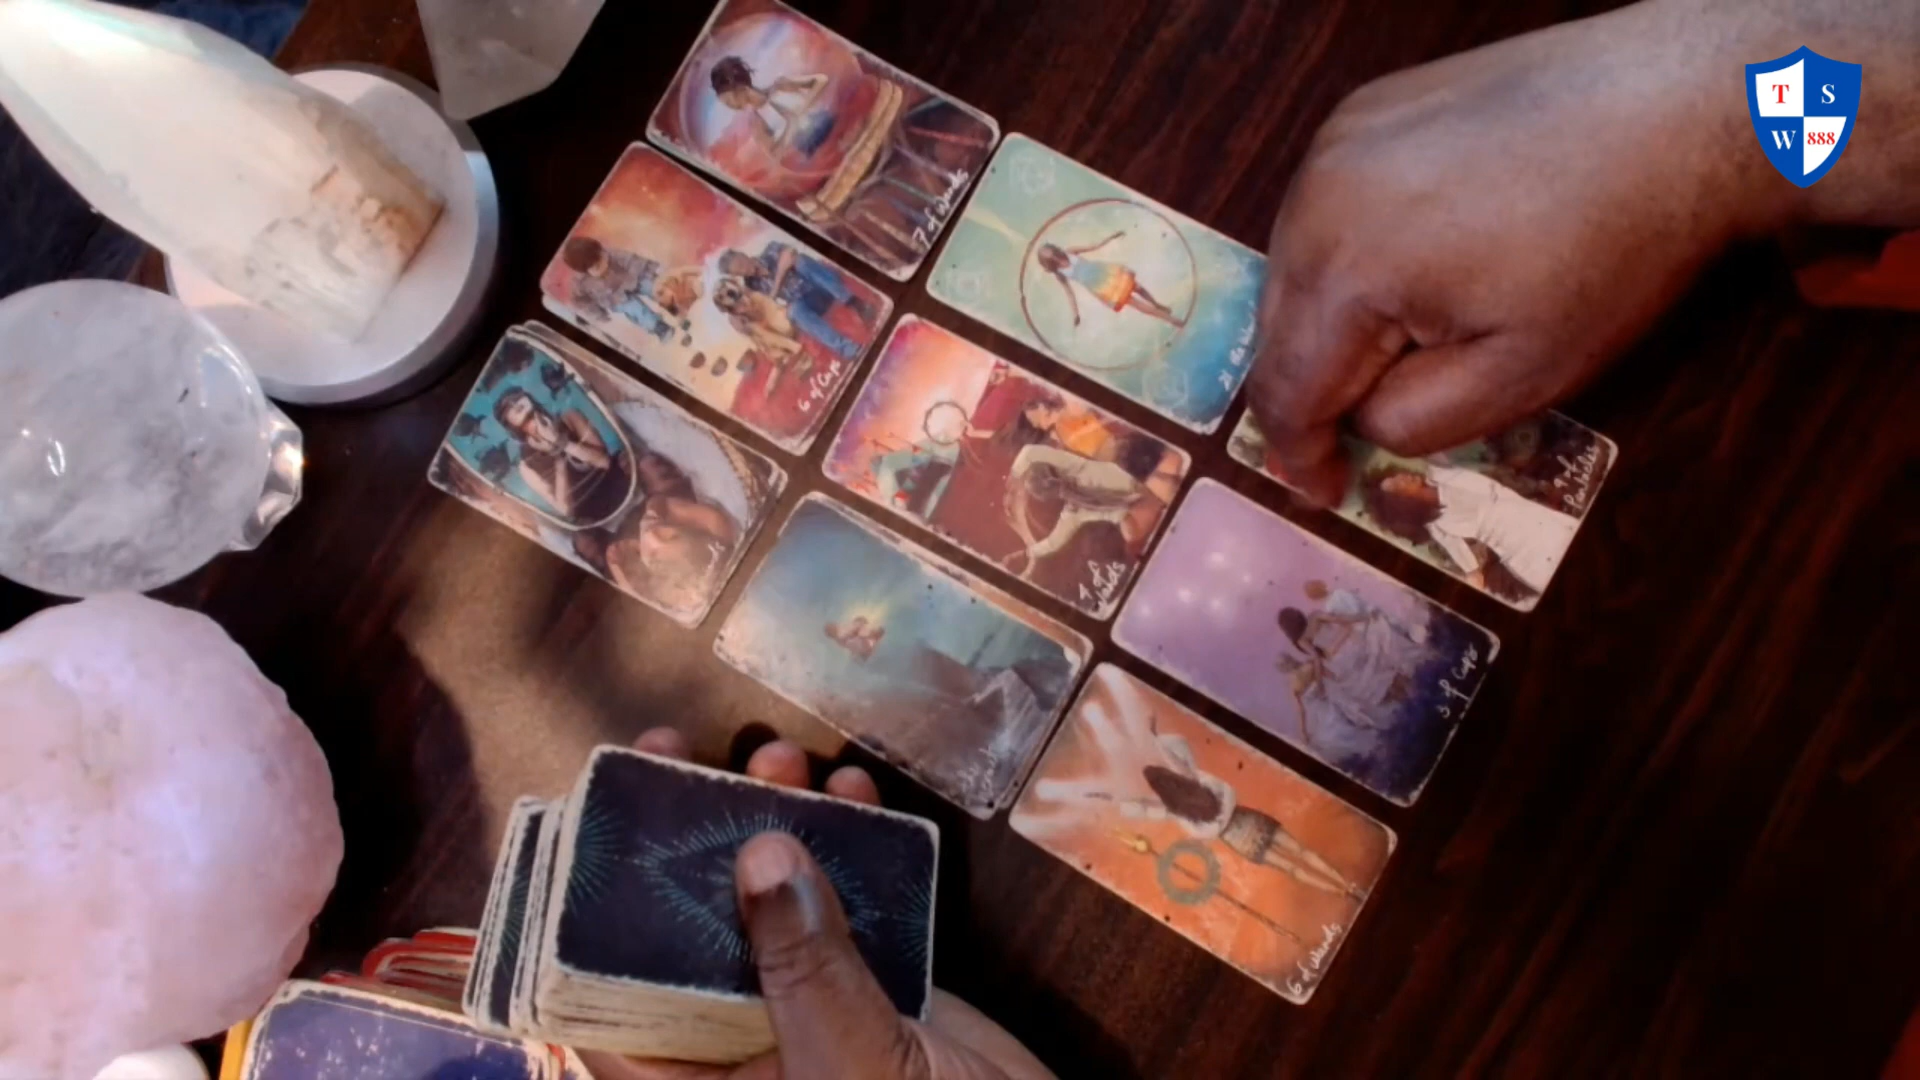 T S
W 888
7 of Wands
21 the Wor
6 of Cups
4 of
Wands
9 of
Pentacles
3 of Cups
6 of Wands